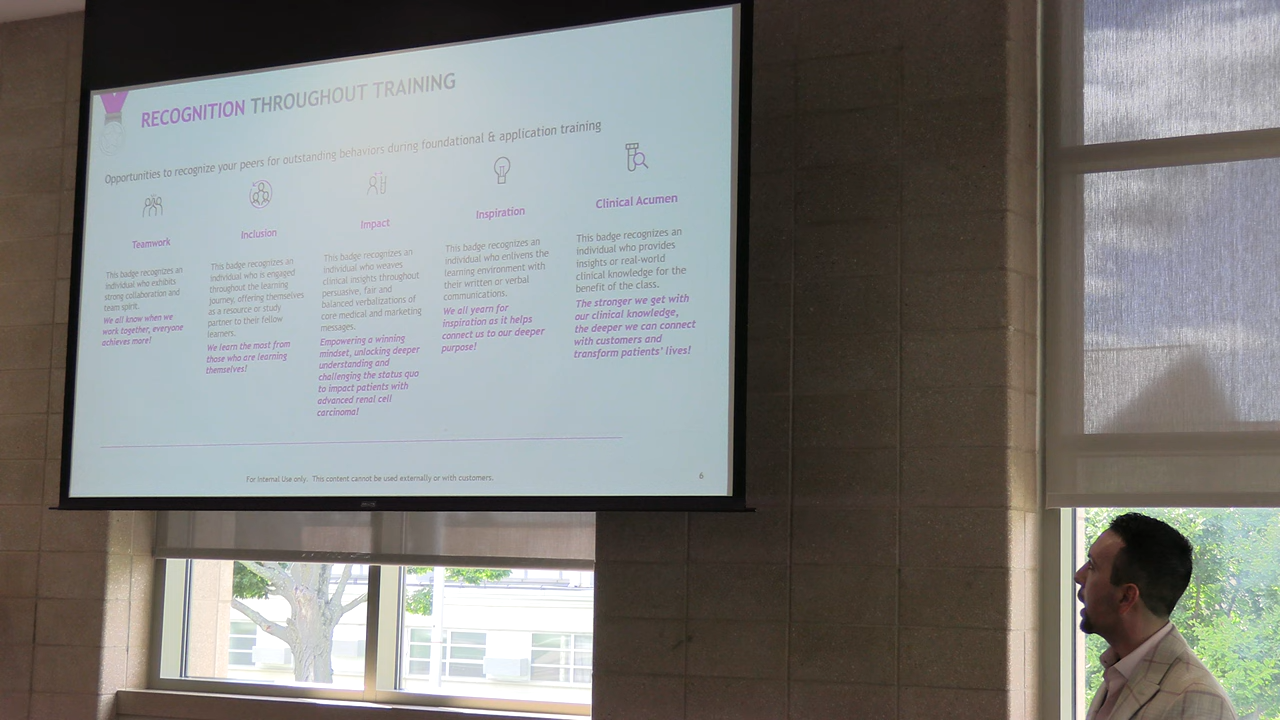 RECOGNITION THROUGHOUT TRAINING
Opportunities to recognize your peers for outstanding behaviors during foundational & application training
Teamwork
This badge recognizes an
individual who exhibits
strong collaboration and
team spirit.
We all know when we
work together, everyone
achieves more!
Inclusion
This badge recognizes an
individual who is engaged
throughout the learning
journey, offering themselves
as a resource or study
partner to their fellow
learners.
We learn the most from
those who are learning
themselves!
Impact
This badge recognizes an
individual who weaves
clinical insights throughout
persuasive, fair and
balanced verbalizations of
core medical and marketing
messages.
Empowering a winning
mindset, unlocking deeper
understanding and
challenging the status quo
to impact patients with
advanced renal cell
carcinoma!
Inspiration
This badge recognizes an
individual who enlivens the
learning environment with
their written or verbal
communications.
We all yearn for
inspiration as it helps
connect us to our deeper
purpose!
Clinical Acumen
This badge recognizes an
individual who provides
insights or real-world
clinical knowledge for the
benefit of the class.
The stronger we get with
our clinical knowledge,
the deeper we can connect
with customers and
transform patients' lives!
For Internal Use only. This content cannot be used externally or with customers.
6